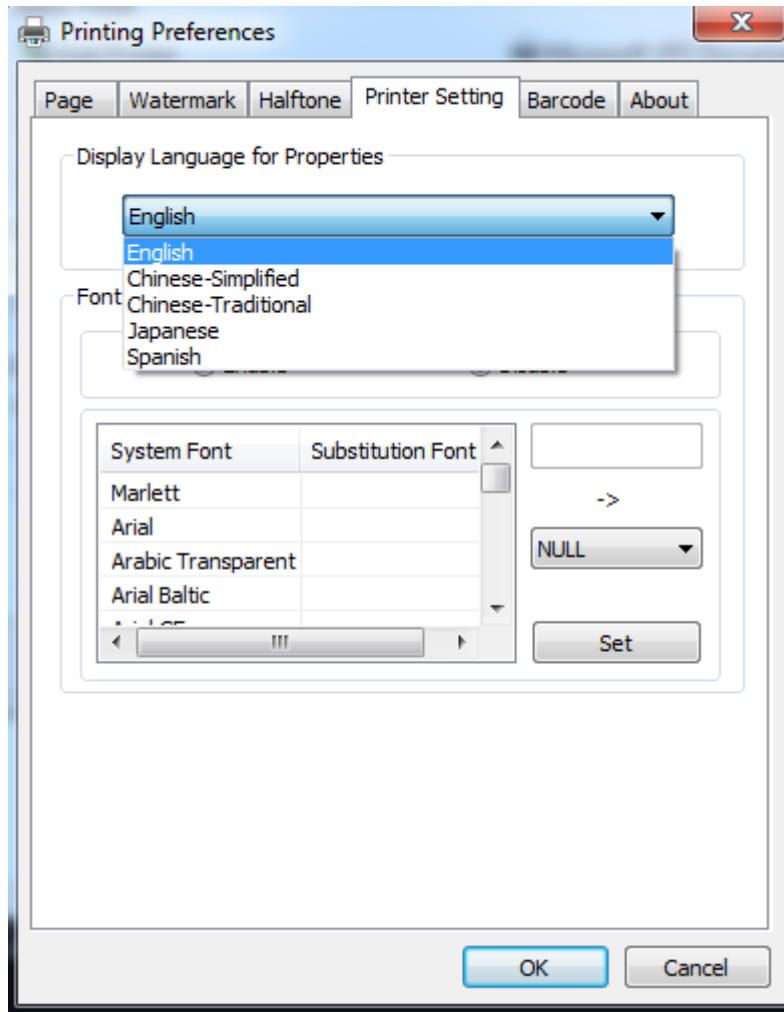 Printing Preferences
Page Watermark Halftone Printer Setting Barcode About
Display Language for Properties
English
English
Chinese-Simplified
Chinese-Traditional
Japanese
Spanish
Font
System Font Substitution Font
Marlett
->
Arial
NULL
Arabic Transparent
Arial Baltic
Set
OK Cancel